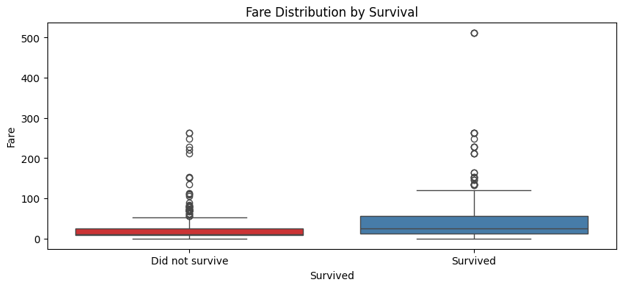 Fare Distribution by Survival
500
400
300
200
100
0
Fare
Did not survive
Survived
Survived